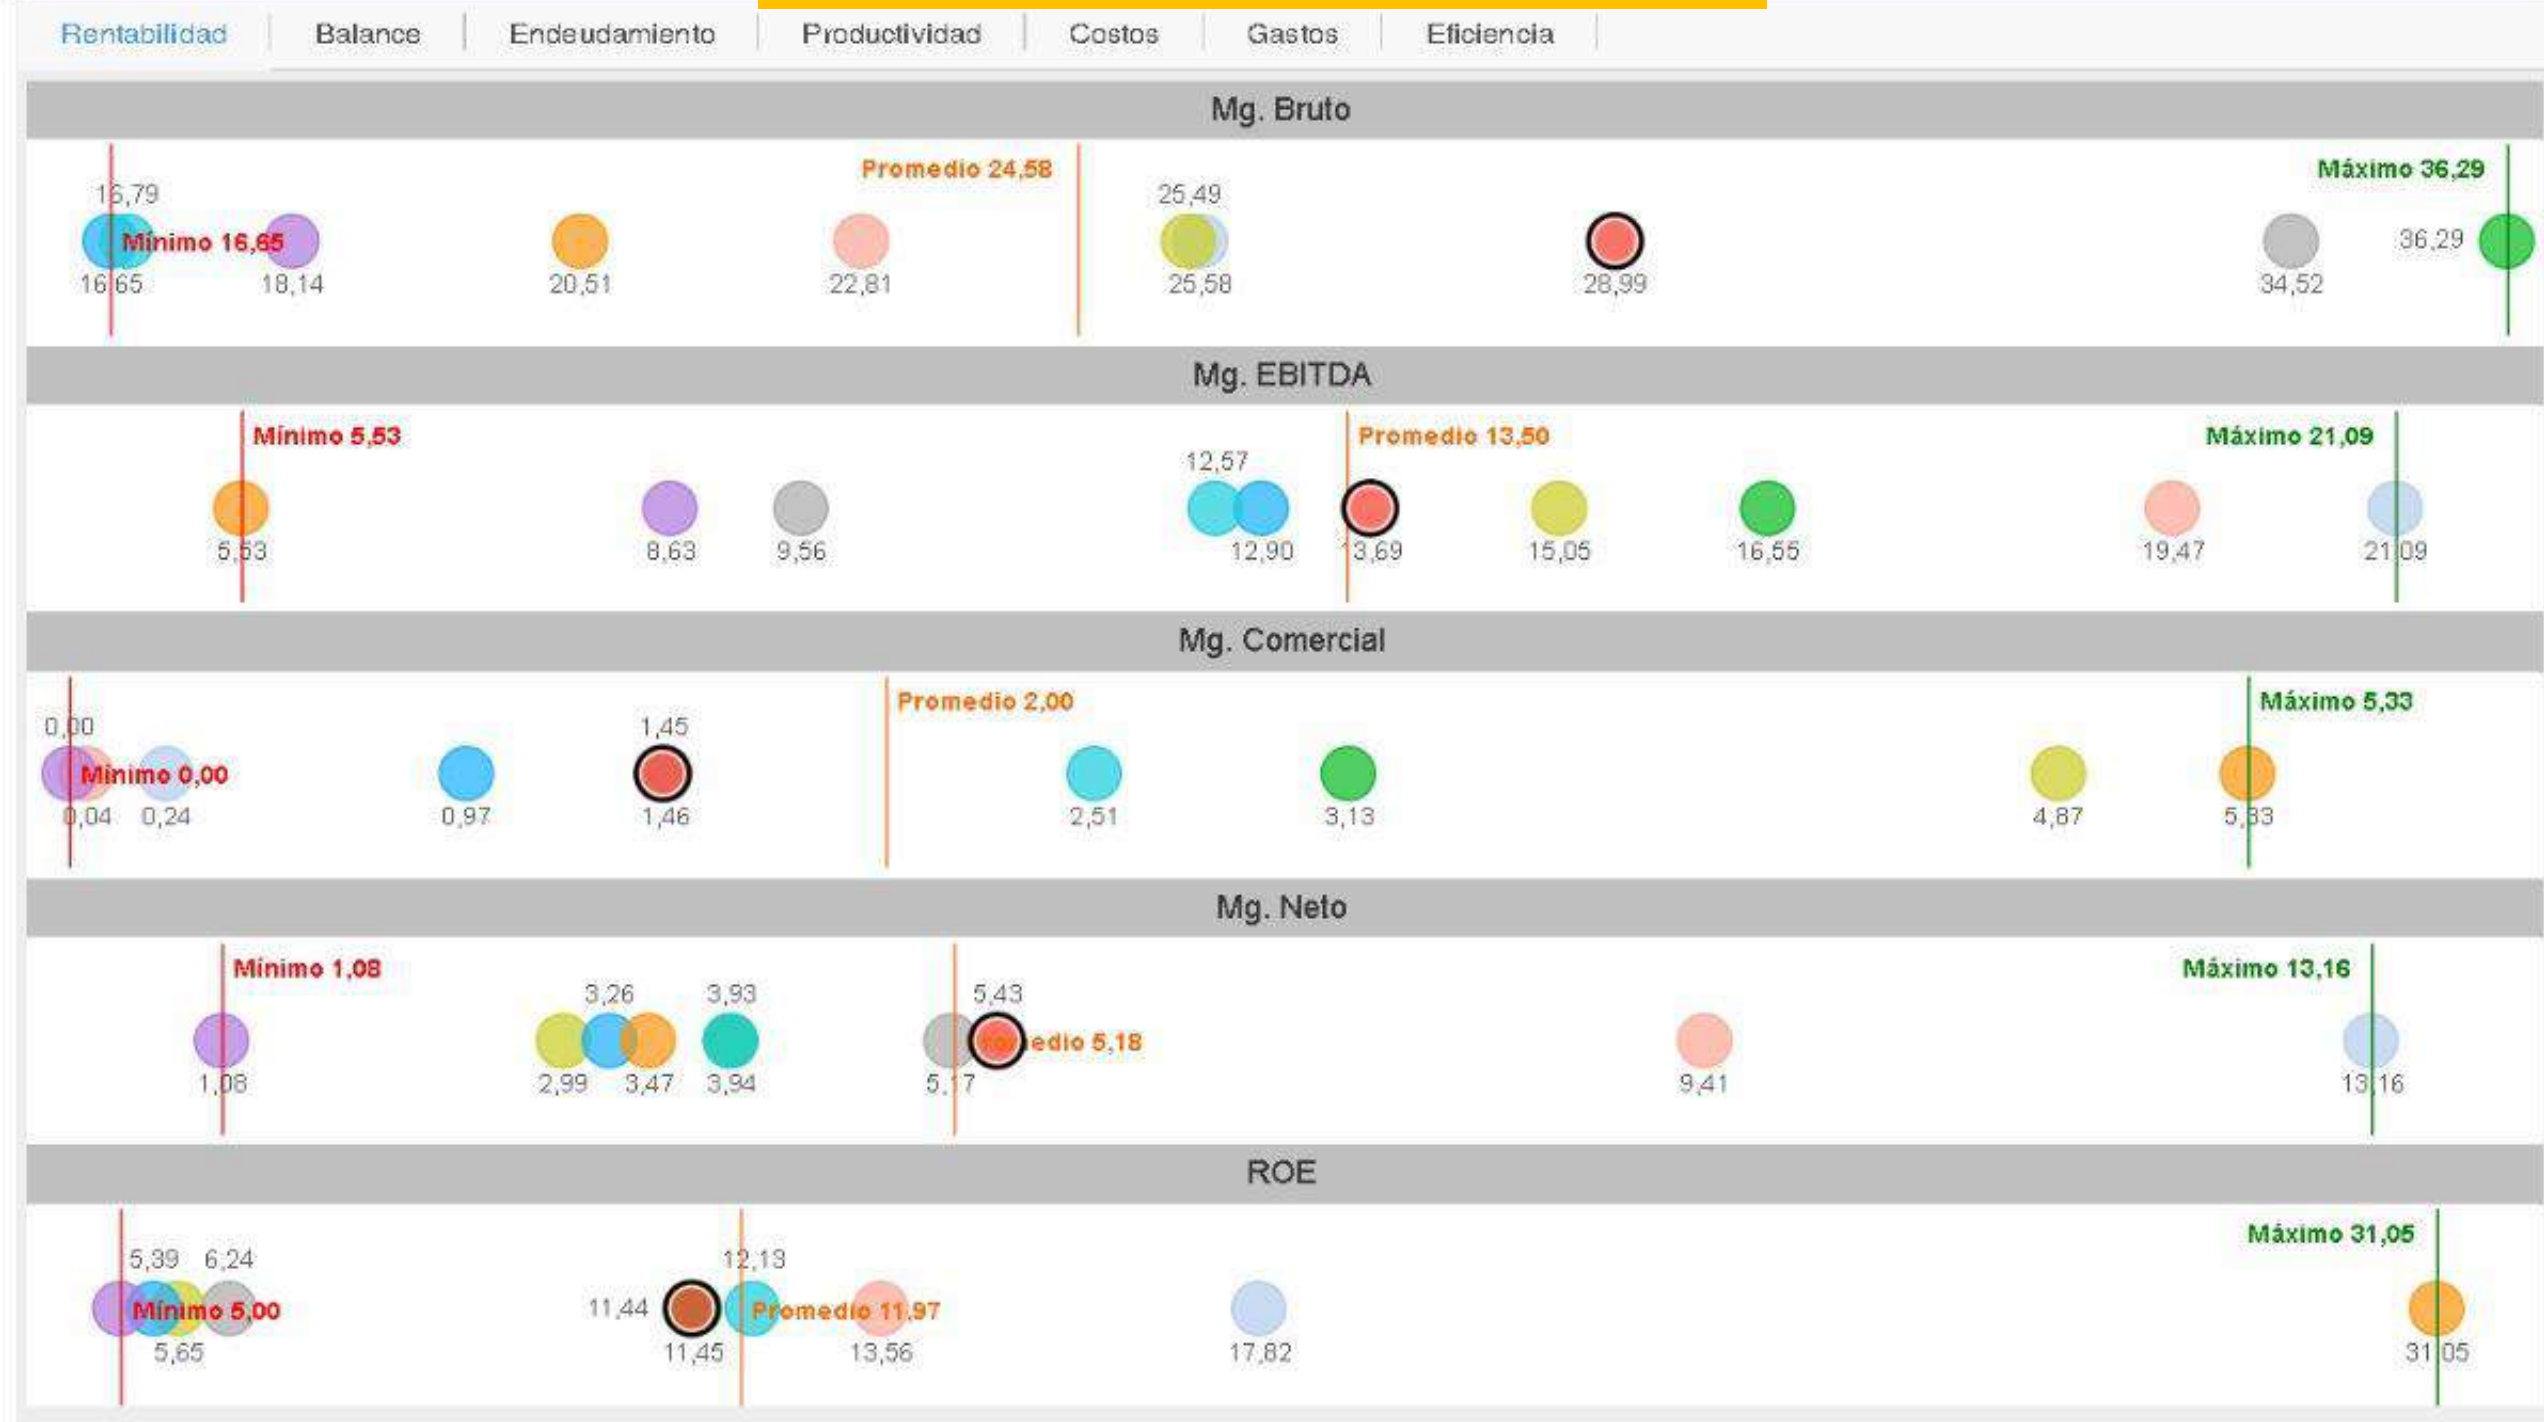 Rentabilidad Balance Endeudamiento Productividad Costos Gastos Eficiencia
Mg. Bruto
Promedio 24,58 Máximo 36,29
16,79 25,49
Mínimo 16,65 36,29
16,65 18,14 20,51 22,81 25,58 28,99 34,52
Mg. EBITDA
Mínimo 5,53 Promedio 13,50 Máximo 21,09
12,57
5,53 8,63 9,56 12,90 13,69 15,05 16,55 19,47 21,09
Mg. Comercial
Promedio 2,00 Máximo 5,33
0,00 1,45
Mínimo 0,00
0,04 0,24 0,97 1,46 2,51 3,13 4,87 5,33
Mg. Neto
Mínimo 1,08 Máximo 13,16
3,26 3,93 5,43
Promedio 5,18
1,08 2,99 3,47 3,94 5,17 9,41 13,16
ROE
Máximo 31,05
5,39 6,24 12,13
Mínimo 5,00 11,44 Promedio 11,97
5,65 11,45 13,56 17,82 31,05